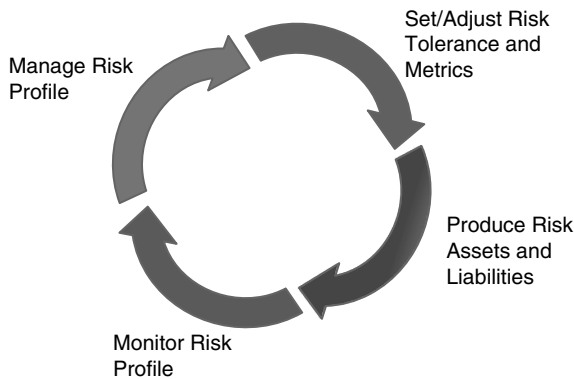 Set/Adjust Risk
Tolerance and
Metrics
Manage Risk
Profile
Produce Risk
Assets and
Liabilities
Monitor Risk
Profile